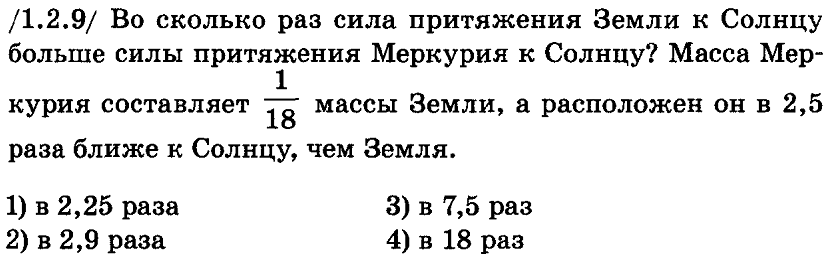 /1.2.9/ Во сколько раз сила притяжения Земли к Солнцу
больше силы притяжения Меркурия к Солнцу? Масса Мер-
курия составляет 1/18 массы Земли, а расположен он в 2,5
раза ближе к Солнцу, чем Земля.
1) в 2,25 раза
2) в 2,9 раза
3) в 7,5 раз
4) в 18 раз